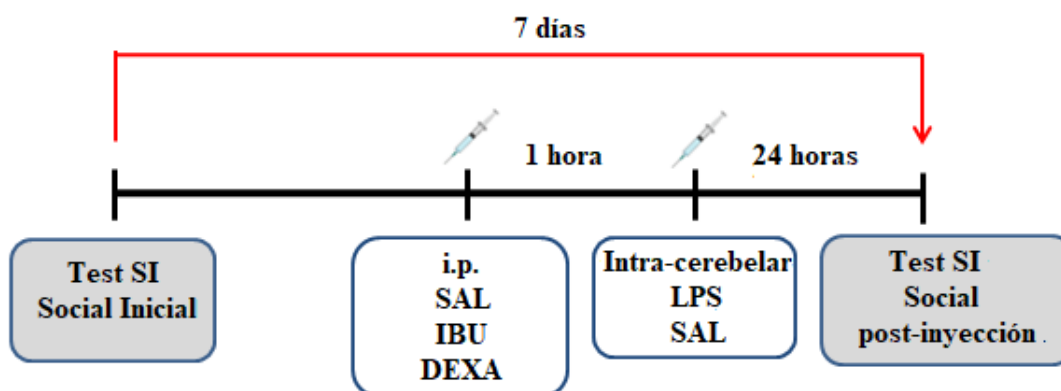 7 días
1 hora
24 horas
Test SI
Social Inicial
i.p.
SAL
IBU
DEXA
Intra-cerebelar
LPS
SAL
Test SI
Social
post-inyección .